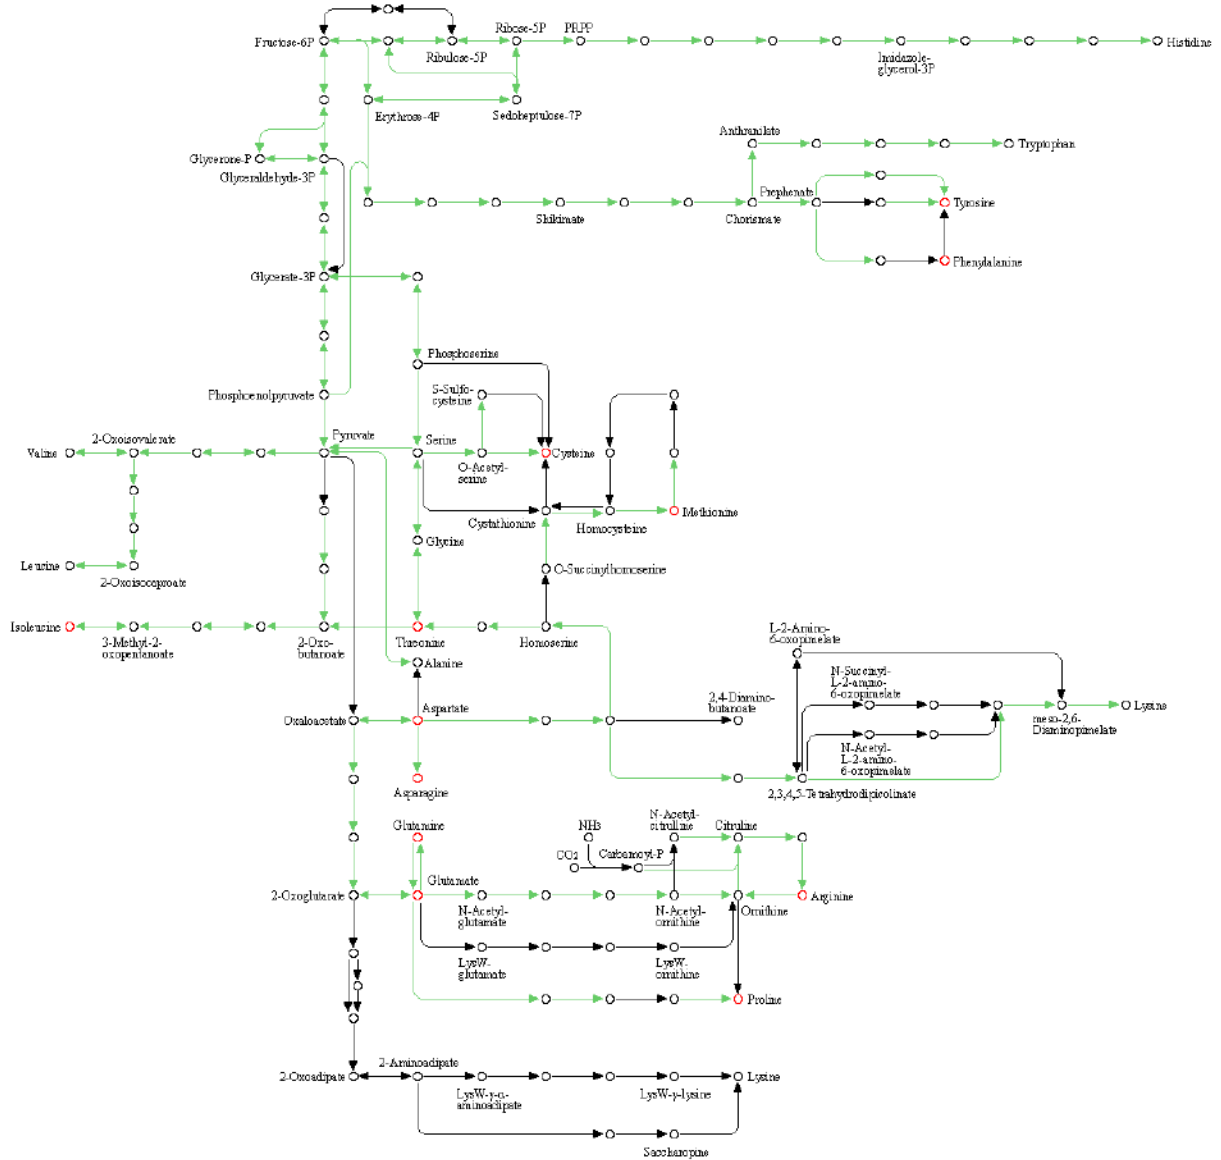 Ribose-5P
PRPP
Fructose-6P
Ribulose-5P
Imidazole-
glycerol-3P
Histidine
Erythrose-4P
Sedoheptulose-7P
Anthranilate
Tryptophan
Glycerone-P
Glyceraldehyde-3P
Prephenate
Shikimate
Chorismate
Tyrosine
Phenylalanine
Glycerate-3P
Phosphoserine
Phosphoenolpyruvate
S-Sulfo-
cysteine
2-Oxoisovalerate
Pyruvate
Serine
Valine
Cysteine
O-Acetyl-
serine
Cystathionine
Homocysteine
Methionine
Glycine
Leucine
2-Oxoisocaproate
O-Succinylhomoserine
Isoleucine
3-Methyl-2-
oxopentanoate
2-Oxo-
butanoate
Threonine
Homoserine
L-2-Amino-
6-oxopimelate
Alanine
N-Succinyl-
L-2-amino-
6-oxopimelate
2,4-Diamino-
butanoate
Oxaloacetate
Aspartate
Lysine
meso-2,6-
Diaminopimelate
N-Acetyl-
L-2-amino-
6-oxopimelate
Asparagine
2,3,4,5-Tetrahydrodipicolinate
Glutamine
NH3
N-Acetyl-
citrulline
Citruline
CO2
Carbamoyl-P
2-Oxoglutarate
Glutamate
N-Acetyl-
glutamate
N-Acetyl-
ornithine
Ornithine
Arginine
LysW-
glutamate
LysW-
ornithine
Proline
2-Aminoadipate
2-Oxoadipate
LysW-γ-α-
aminoadipate
LysW-γ-lysine
Lysine
Saccharopine